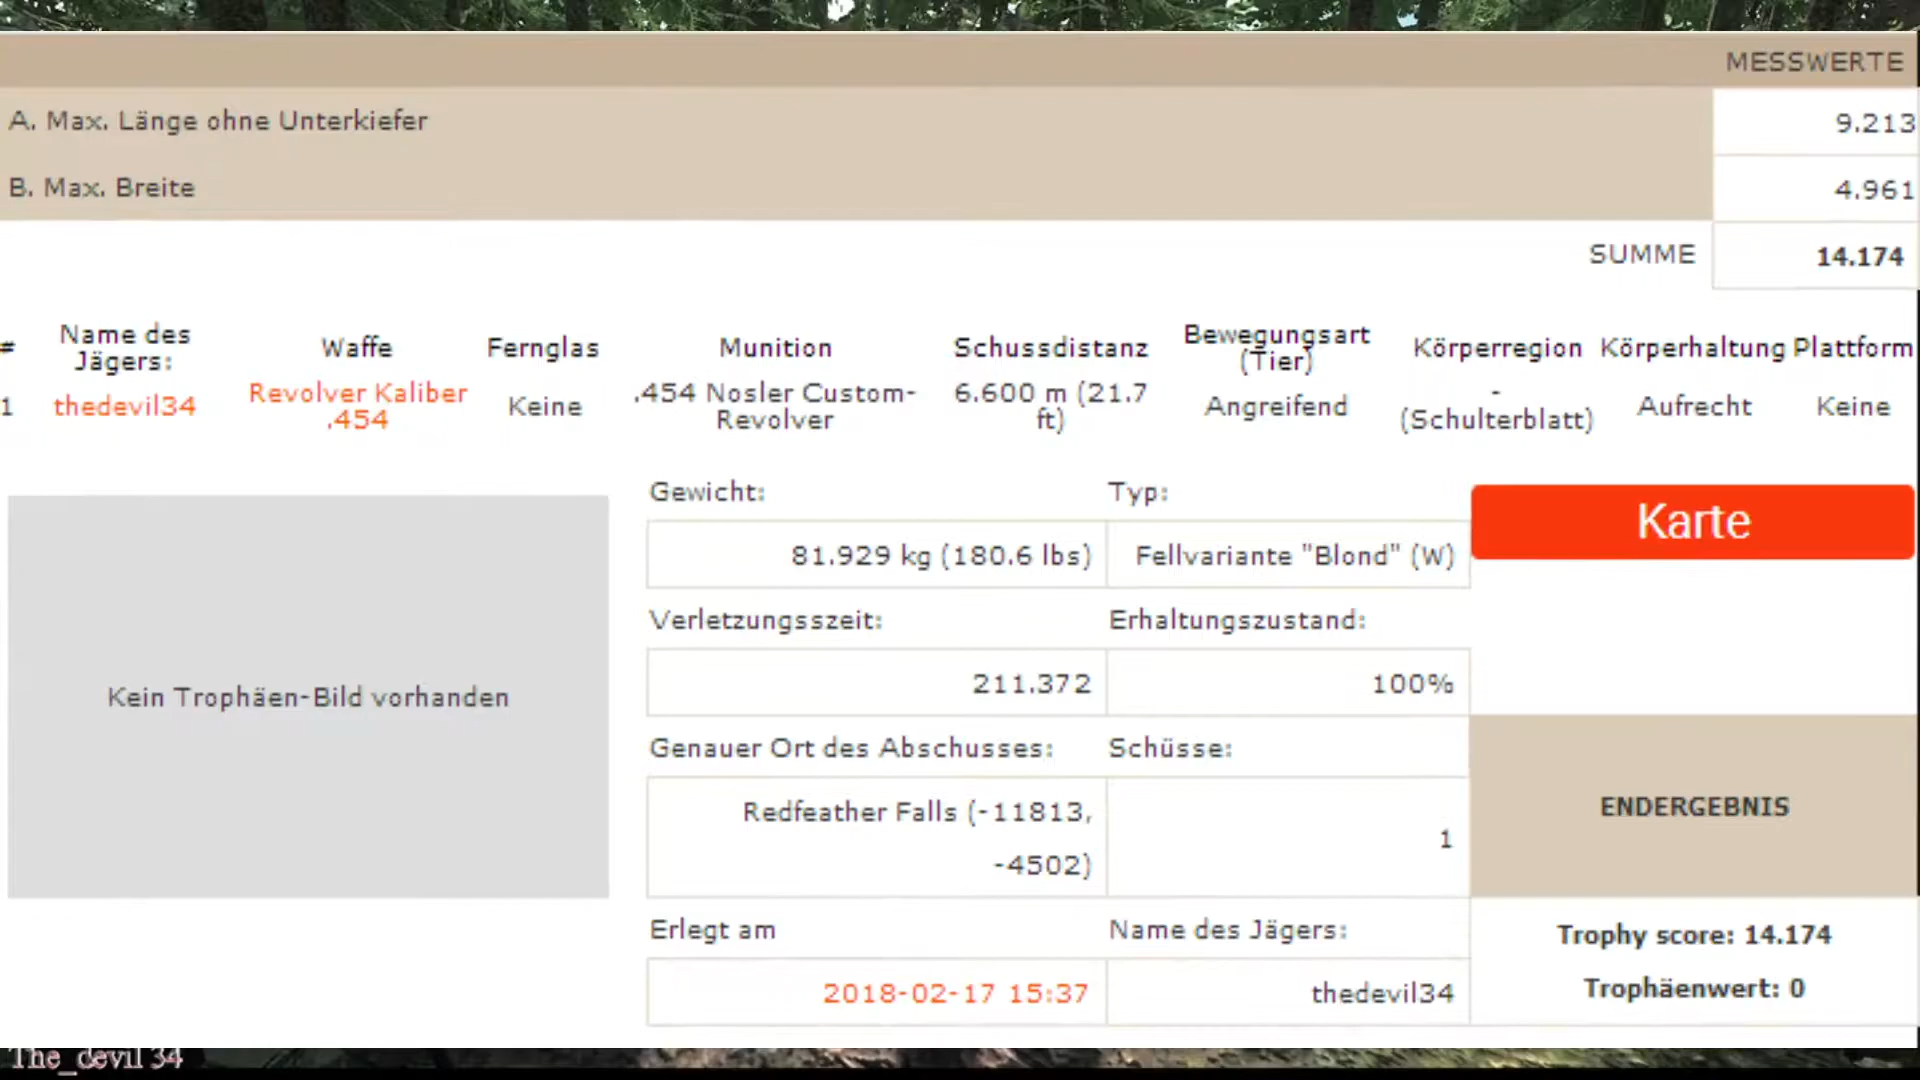 MESSWERTE
A. Max. Länge ohne Unterkiefer 9.213
B. Max. Breite 4.961
SUMME 14.174
# Name des Jägers: Waffe Fernglas Munition Schussdistanz Bewegungsart (Tier) Körperregion Körperhaltung Plattform
1 thedevil34 Revolver Kaliber .454 Keine .454 Nosler Custom-Revolver 6.600 m (21.7 ft) Angreifend - (Schulterblatt) Aufrecht Keine
Gewicht: Typ:
Karte
81.929 kg (180.6 lbs) Fellvariante "Blond" (W)
Verletzungsszeit: Erhaltungszustand:
211.372 100%
Kein Trophäen-Bild vorhanden
Genauer Ort des Abschusses: Schüsse:
Redfeather Falls (-11813,
-4502)
1
ENDERGEBNIS
Erlegt am Name des Jägers:
2018-02-17 15:37 thedevil34
Trophy score: 14.174
Trophäenwert: 0
The_devil 34